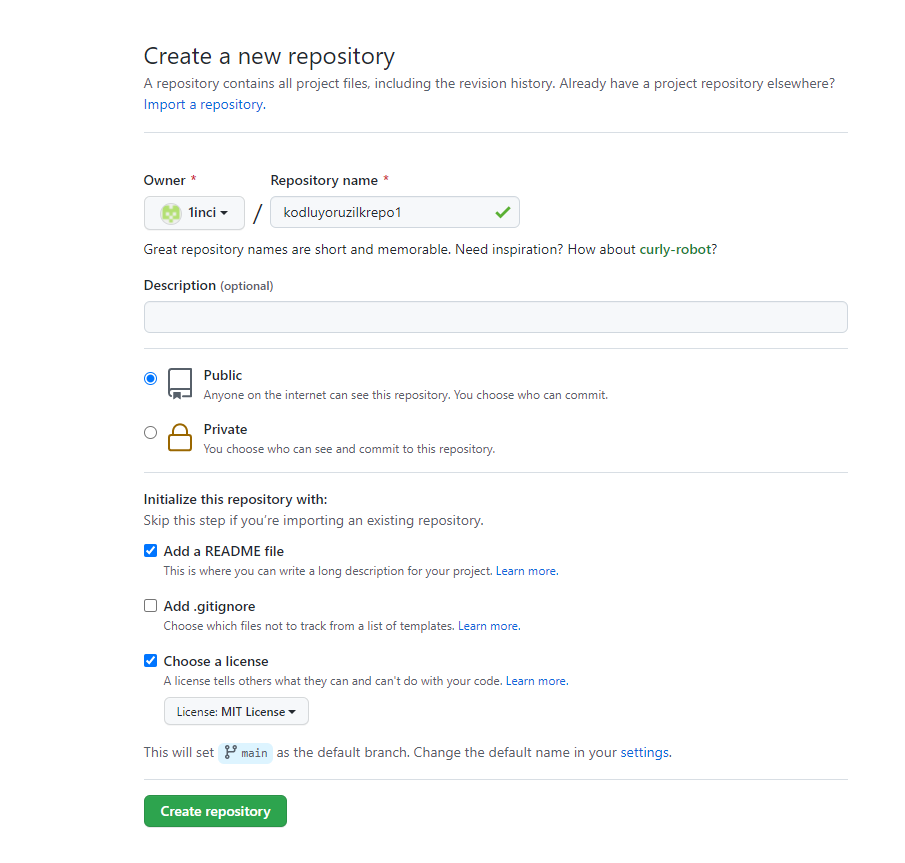 Create a new repository
A repository contains all project files, including the revision history. Already have a project repository elsewhere?
Import a repository.
Owner * Repository name *
1inci / kodluyoruzilkrepo1
Great repository names are short and memorable. Need inspiration? How about curly-robot?
Description (optional)
Public
Anyone on the internet can see this repository. You choose who can commit.
Private
You choose who can see and commit to this repository.
Initialize this repository with:
Skip this step if you're importing an existing repository.
Add a README file
This is where you can write a long description for your project. Learn more.
Add .gitignore
Choose which files not to track from a list of templates. Learn more.
Choose a license
A license tells others what they can and can't do with your code. Learn more.
License: MIT License
This will set main as the default branch. Change the default name in your settings.
Create repository